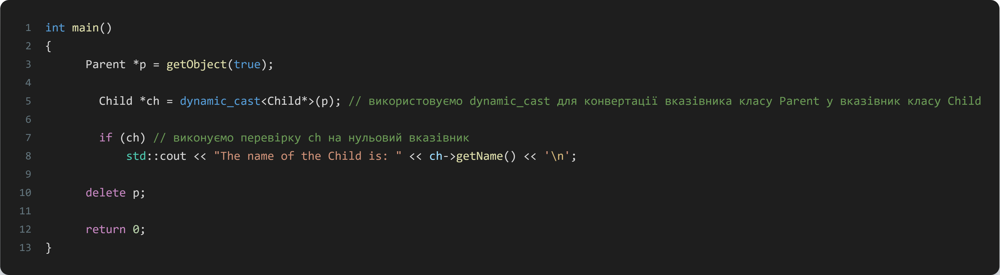 1 int main()
2 {
3 Parent *p = getObject(true);
4
5 Child *ch = dynamic_cast<Child*>(p); // використовуємо dynamic_cast для конвертації вказівника класу Parent у вказівник класу Child
6
7 if (ch) // виконуємо перевірку ch на нульовий вказівник
8 std::cout << "The name of the Child is: " << ch->getName() << '\n';
9
10 delete p;
11
12 return 0;
13 }